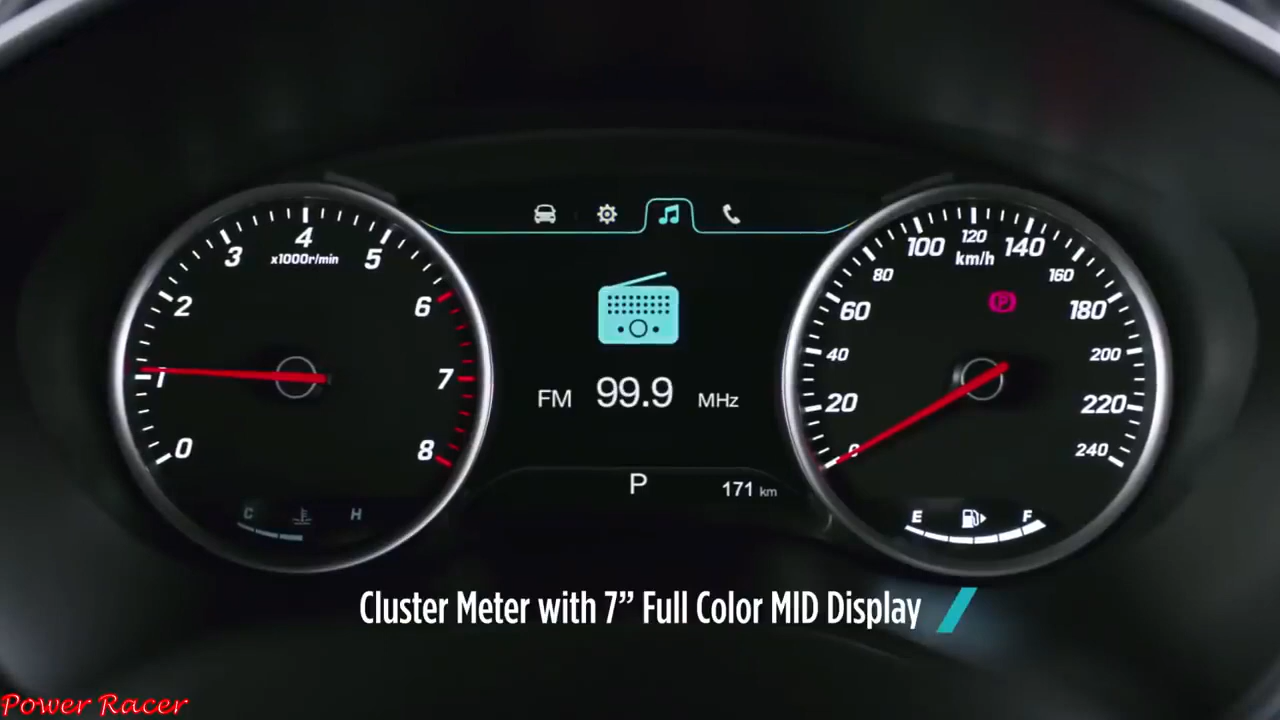 4
3
5
x1000r/min
2
6
1
7
0
8
C
H
FM 99.9 MHz
P
171 km
120
100
140
km/h
80
160
60
180
P
40
200
20
220
0
240
E
F
Cluster Meter with 7” Full Color MID Display
Power Racer